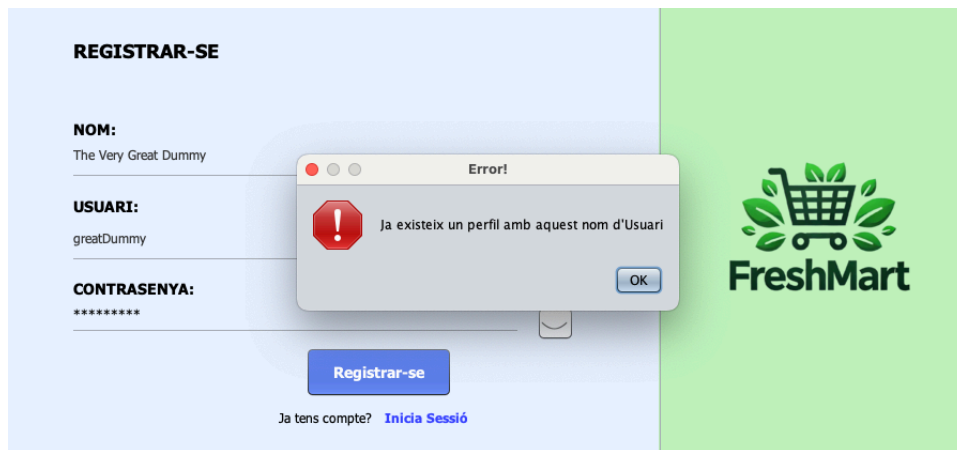 REGISTRAR-SE
NOM:
The Very Great Dummy
USUARI:
greatDummy
CONTRASENYA:
*********
Registrar-se
Ja tens compte? Inicia Sessió
Error!
Ja existeix un perfil amb aquest nom d'Usuari
OK
FreshMart